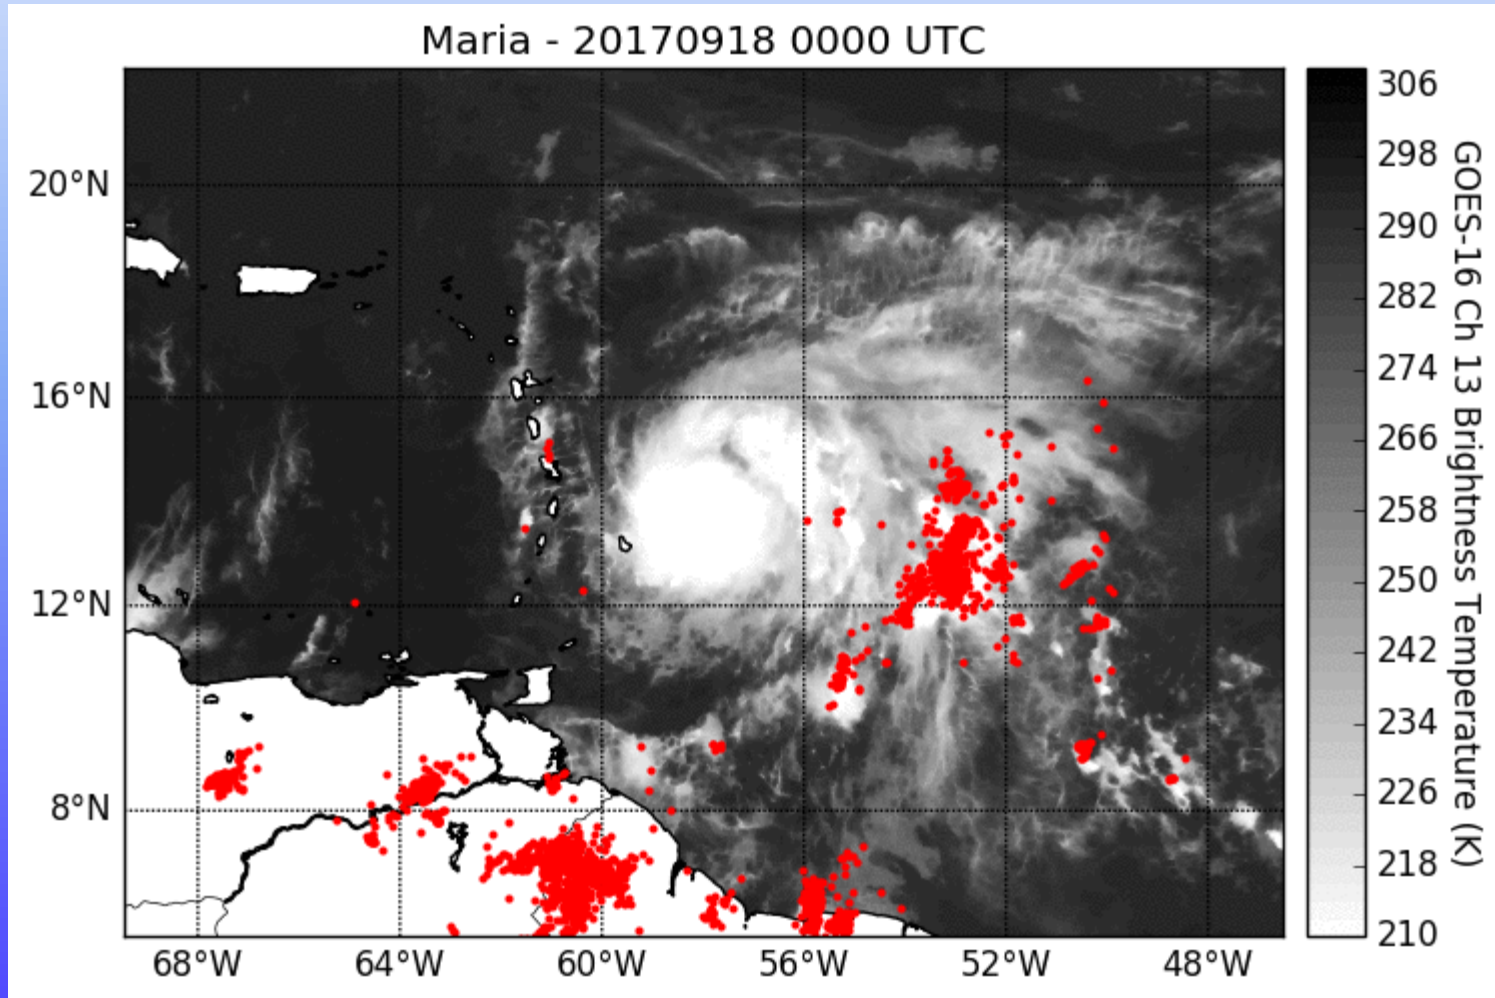 Maria - 20170918 0000 UTC
20°N
16°N
12°N
8°N
68°W 64°W 60°W 56°W 52°W 48°W
306
298
290
282
274
266
258
250
242
234
226
218
210
GOES-16 Ch 13 Brightness Temperature (K)